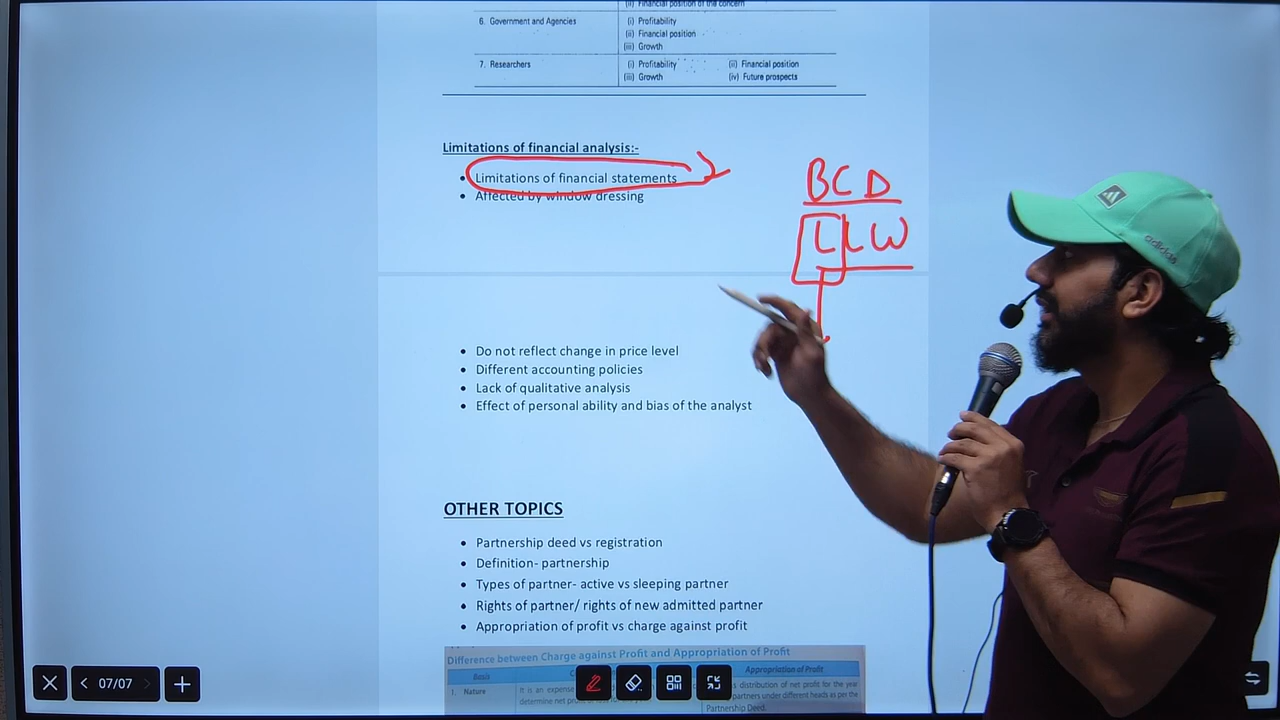 (ii) Financial position of the concern
6. Government and Agencies (i) Profitability
(ii) Financial position
(iii) Growth
7. Researchers (i) Profitability (ii) Financial position
(iii) Growth (iv) Future prospects
Limitations of financial analysis:-
• Limitations of financial statements
• Affected by window dressing
BCD
LLW
• Do not reflect change in price level
• Different accounting policies
• Lack of qualitative analysis
• Effect of personal ability and bias of the analyst
OTHER TOPICS
• Partnership deed vs registration
• Definition- partnership
• Types of partner- active vs sleeping partner
• Rights of partner/ rights of new admitted partner
• Appropriation of profit vs charge against profit
Difference between Charge against Profit and Appropriation of Profit
Basis Appropriation of Profit
1. Nature It is an expense distribution of net profit for the year
determine net partners under different heads as per the
Partnership Deed.
07/07
adidas